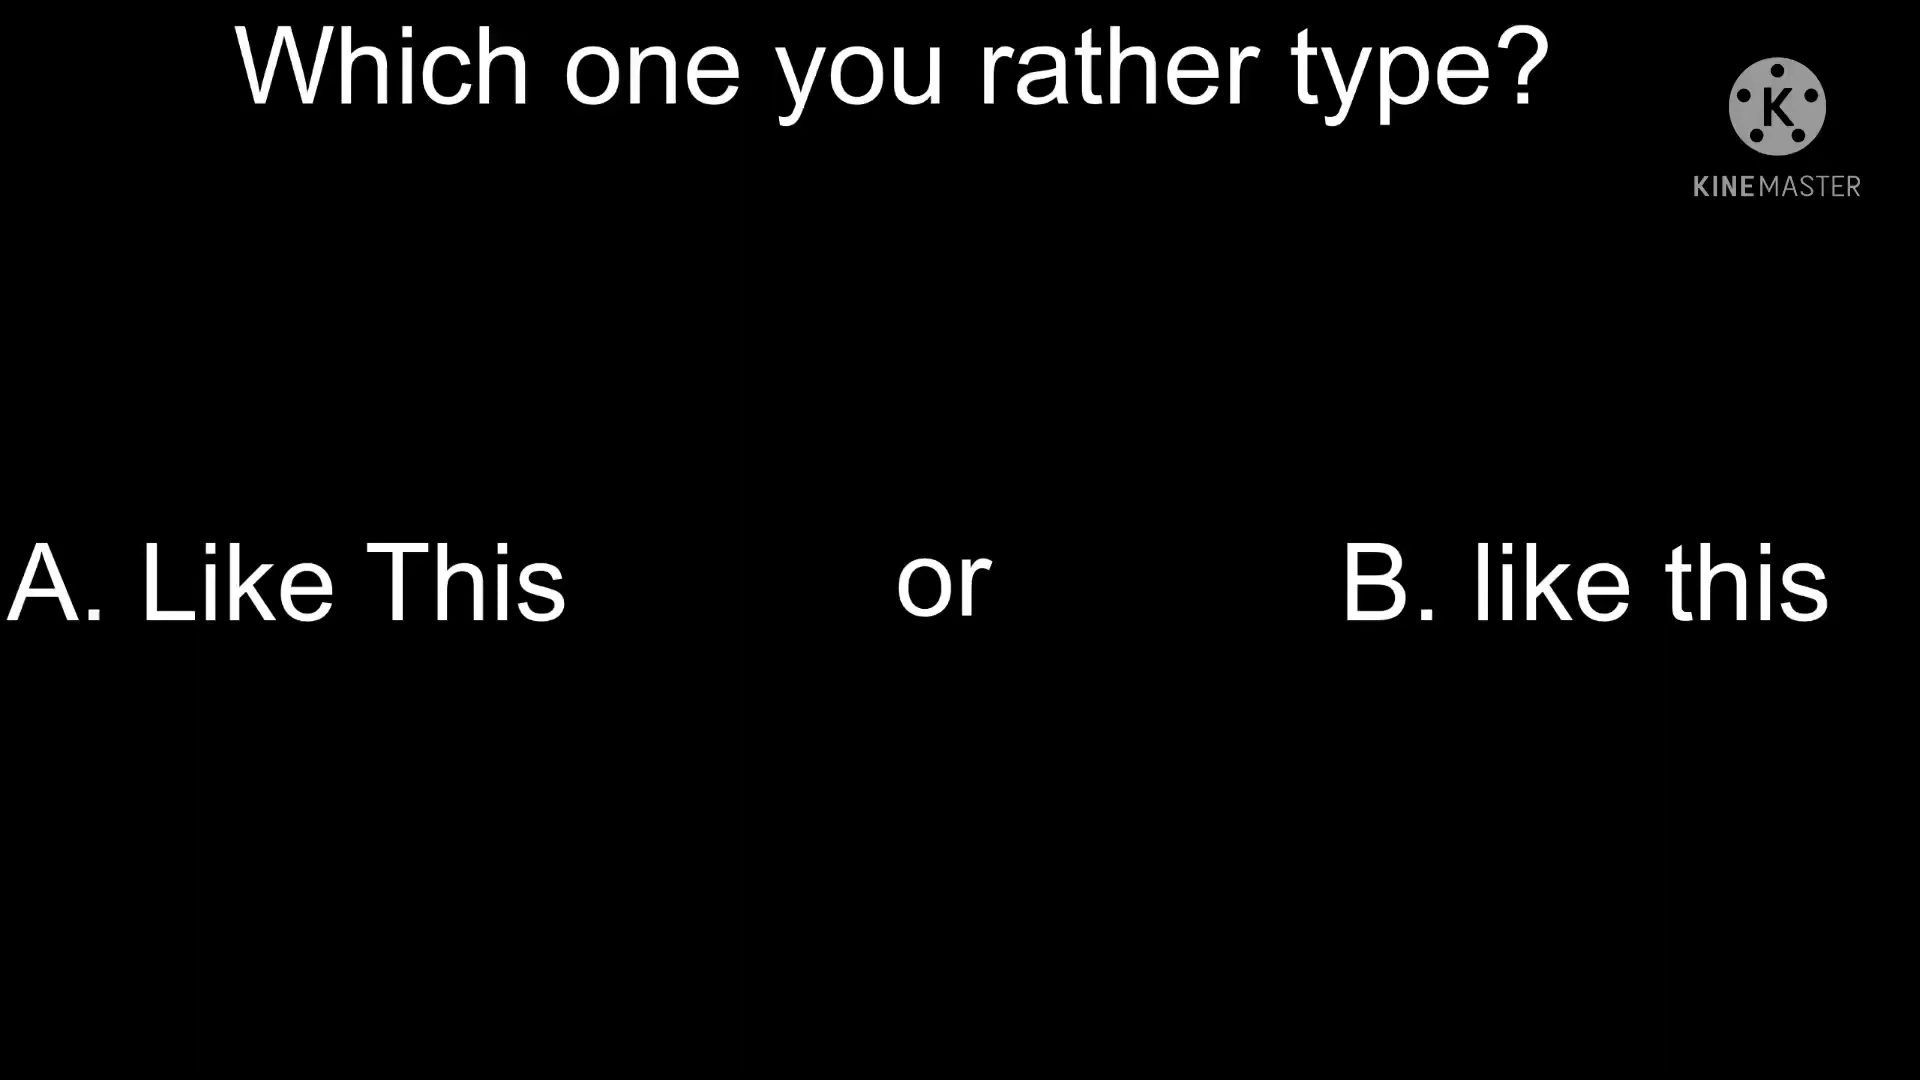 Which one you rather type?
K
KINEMASTER
A. Like This or B. like this